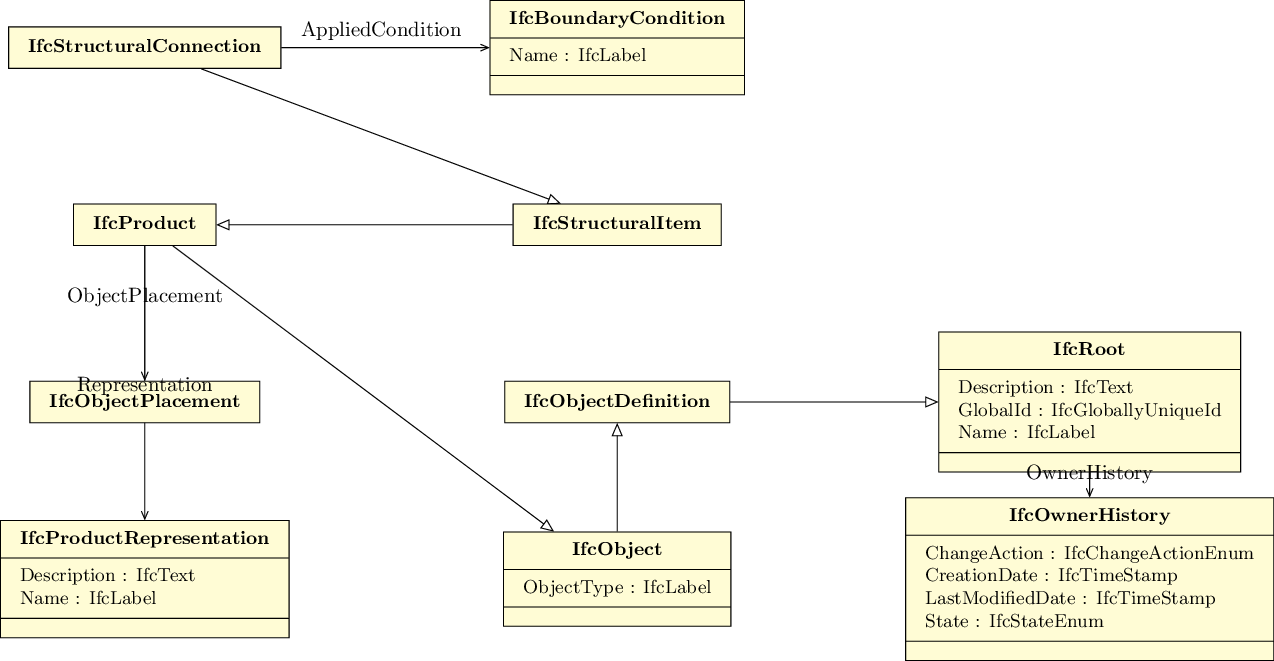 IfcStructuralConnection
AppliedCondition
IfcBoundaryCondition
Name : IfcLabel
IfcProduct
IfcStructuralItem
ObjectPlacement
Representation
IfcObjectPlacement
IfcObjectDefinition
IfcRoot
Description : IfcText
GlobalId : IfcGloballyUniqueId
Name : IfcLabel
OwnerHistory
IfcProductRepresentation
Description : IfcText
Name : IfcLabel
IfcObject
ObjectType : IfcLabel
IfcOwnerHistory
ChangeAction : IfcChangeActionEnum
CreationDate : IfcTimeStamp
LastModifiedDate : IfcTimeStamp
State : IfcStateEnum